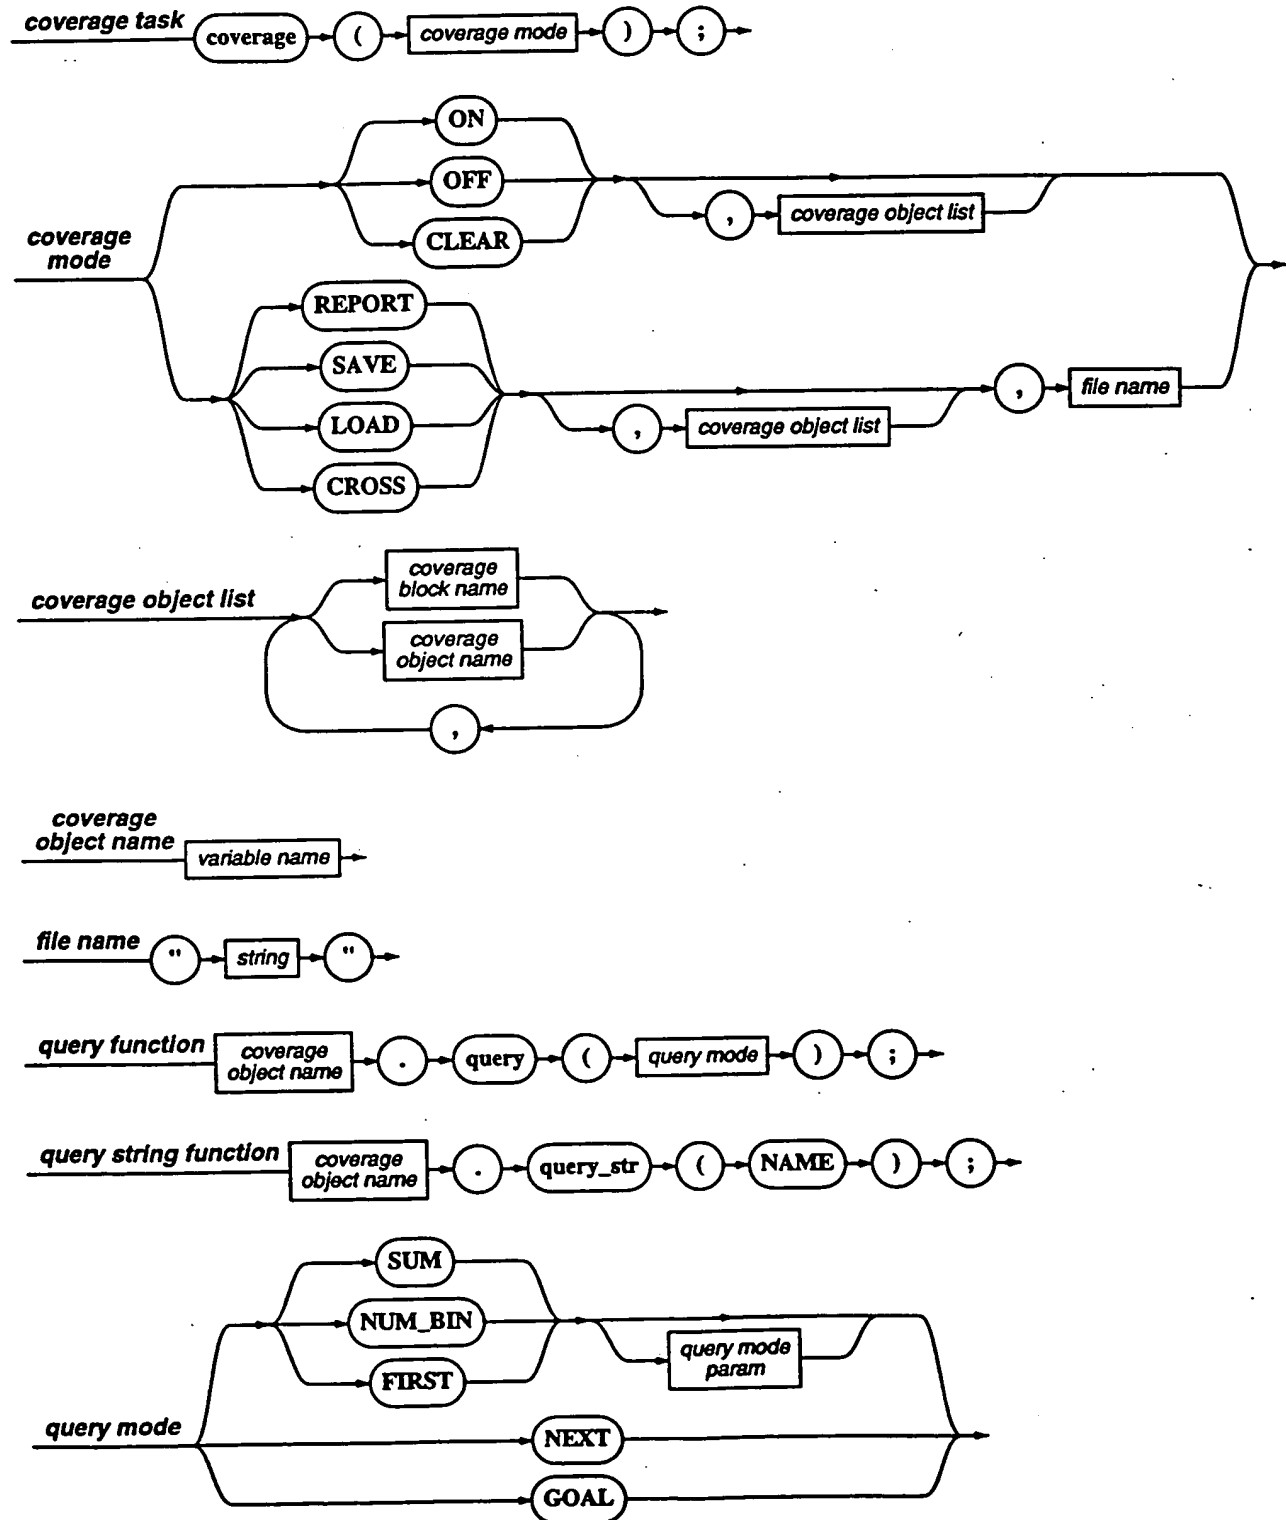 coverage task coverage ( coverage mode ) ;
ON
OFF
CLEAR
, coverage object list
coverage
mode
REPORT
SAVE
LOAD
CROSS
, coverage object list , file name
coverage object list
coverage
block name
coverage
object name
,
coverage
object name variable name
file name " string "
query function coverage
object name . query ( query mode ) ;
query string function coverage
object name . query_str ( NAME ) ;
SUM
NUM_BIN
FIRST
query mode
param
query mode
NEXT
GOAL